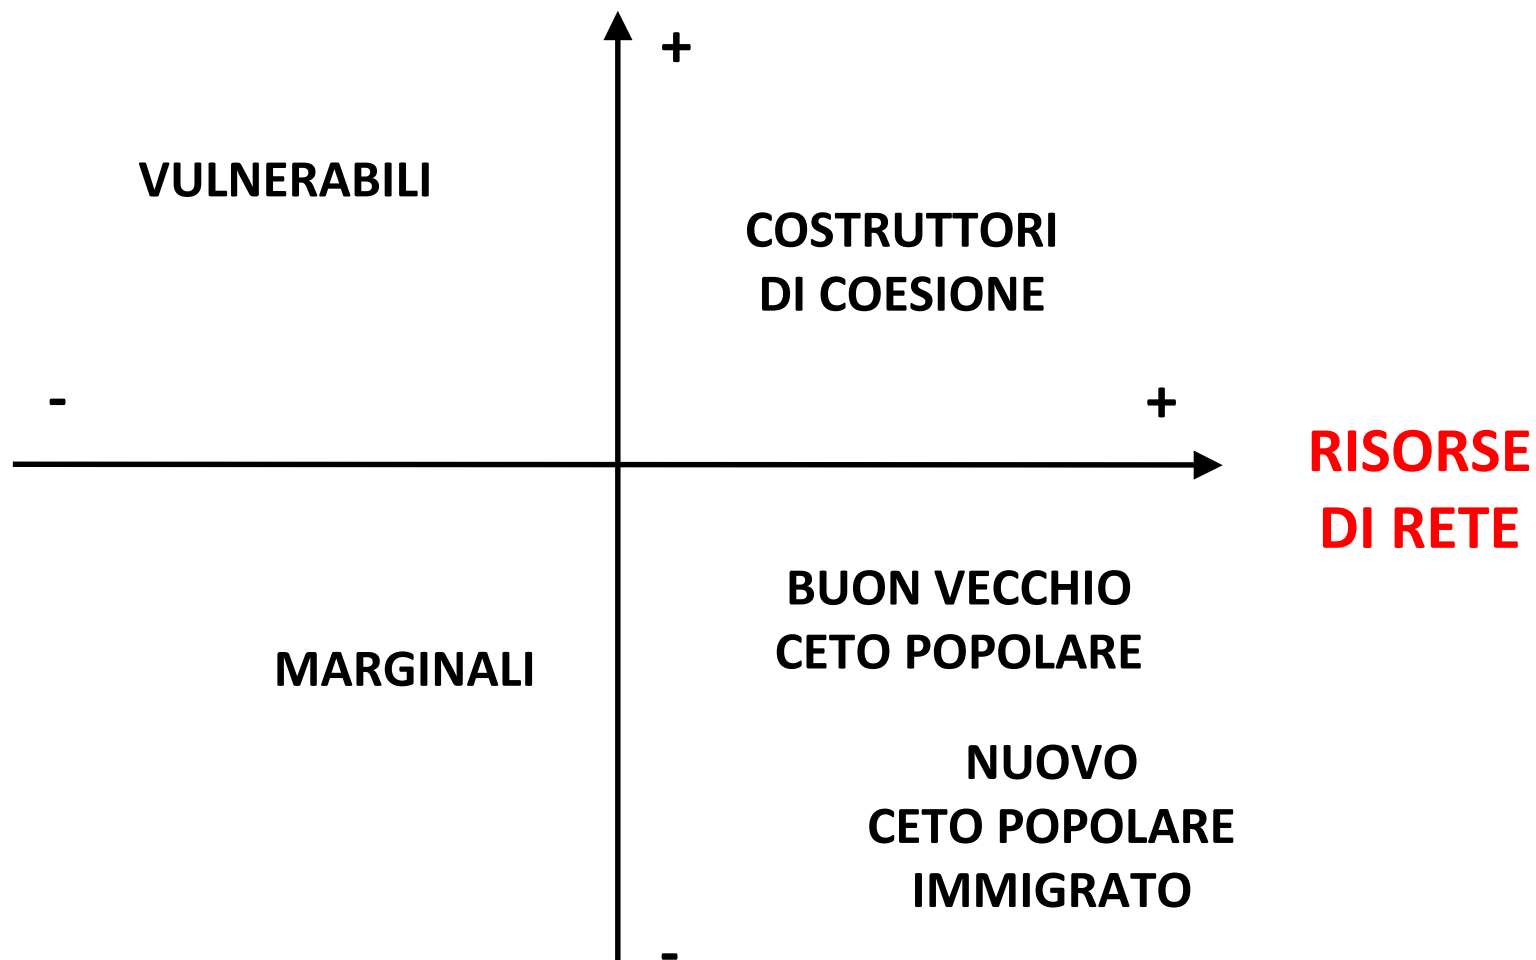 +
VULNERABILI
COSTRUTTORI
DI COESIONE
-
+
RISORSE
DI RETE
BUON VECCHIO
CETO POPOLARE
MARGINALI
NUOVO
CETO POPOLARE
IMMIGRATO
-